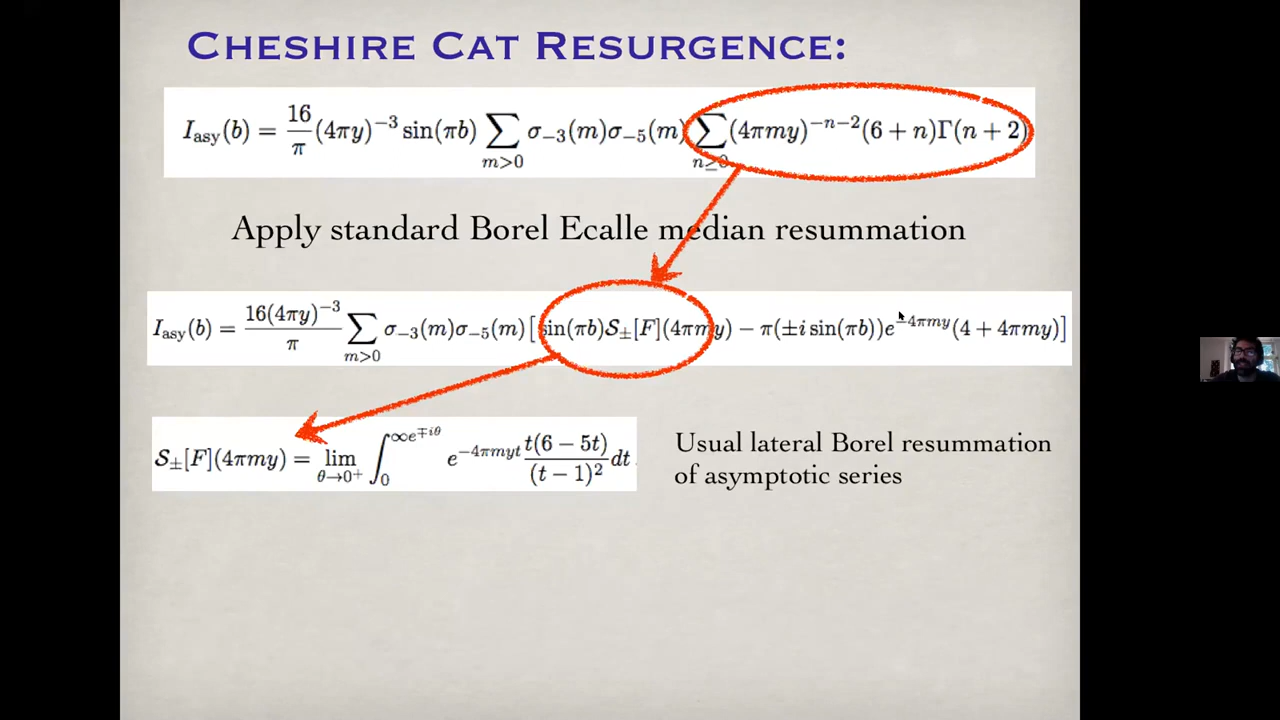 CHESHIRE CAT RESURGENCE:
I_asy(b) = 16/π (4πy)^{-3} sin(πb) ∑_{m>0} σ_{-3}(m)σ_{-5}(m) ∑_{n≥0} (4πmy)^{-n-2}(6 + n)Γ(n + 2)
Apply standard Borel Ecalle median resummation
I_asy(b) = 16(4πy)^{-3}/π ∑_{m>0} σ_{-3}(m)σ_{-5}(m)[sin(πb)S_±[F](4πmy) − π(±i sin(πb))e^{-4πmy}(4 + 4πmy)]
S_±[F](4πmy) = lim_{θ→0^+} ∫_0^{∞e^{∓iθ}} e^{-4πmyt} t(6 − 5t)/(t − 1)^2 dt
Usual lateral Borel resummation
of asymptotic series